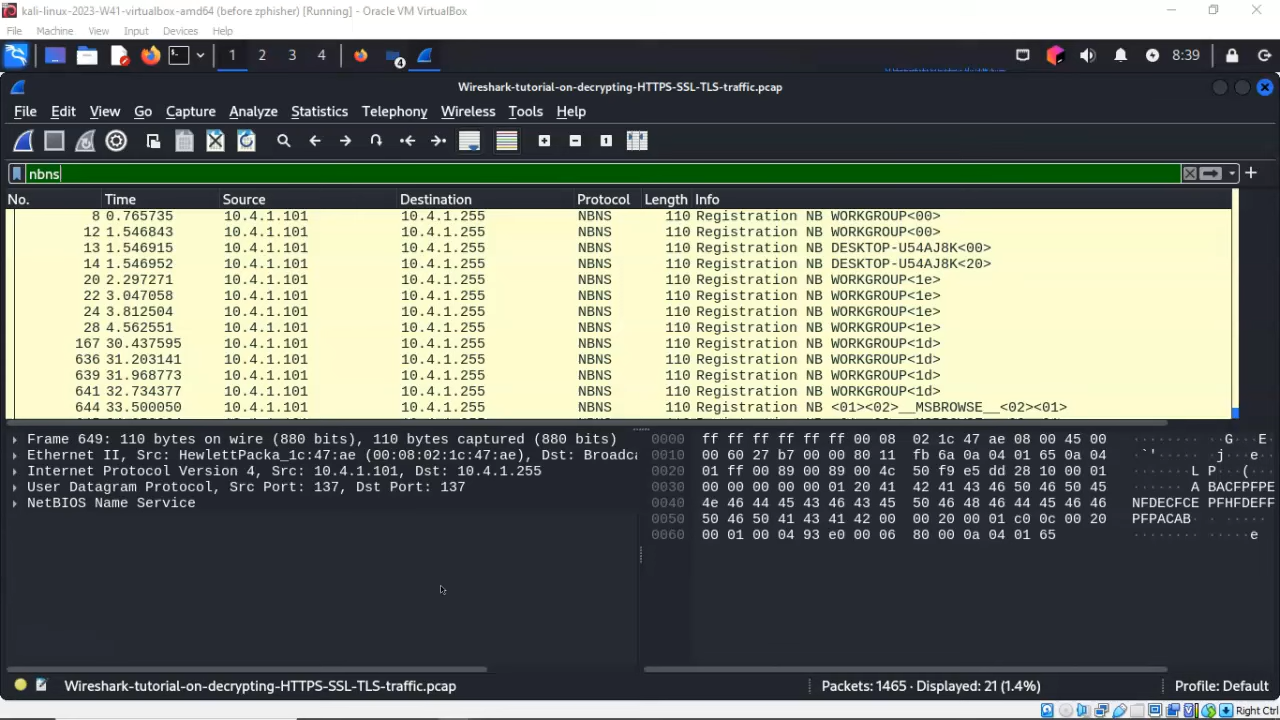 kali-linux-2023-W41-virtualbox-amd64 (before zphisher) [Running] - Oracle VM VirtualBox
File Machine View Input Devices Help
1 2 3 4 4 8:39
Wireshark-tutorial-on-decrypting-HTTPS-SSL-TLS-traffic.pcap
File Edit View Go Capture Analyze Statistics Telephony Wireless Tools Help
nbns
No. Time Source Destination Protocol Length Info
8 0.765735 10.4.1.101 10.4.1.255 NBNS 110 Registration NB WORKGROUP<00>
12 1.546843 10.4.1.101 10.4.1.255 NBNS 110 Registration NB WORKGROUP<00>
13 1.546915 10.4.1.101 10.4.1.255 NBNS 110 Registration NB DESKTOP-U54AJ8K<00>
14 1.546952 10.4.1.101 10.4.1.255 NBNS 110 Registration NB DESKTOP-U54AJ8K<20>
20 2.297271 10.4.1.101 10.4.1.255 NBNS 110 Registration NB WORKGROUP<1e>
22 3.047058 10.4.1.101 10.4.1.255 NBNS 110 Registration NB WORKGROUP<1e>
24 3.812504 10.4.1.101 10.4.1.255 NBNS 110 Registration NB WORKGROUP<1e>
28 4.562551 10.4.1.101 10.4.1.255 NBNS 110 Registration NB WORKGROUP<1e>
167 30.437595 10.4.1.101 10.4.1.255 NBNS 110 Registration NB WORKGROUP<1d>
636 31.203141 10.4.1.101 10.4.1.255 NBNS 110 Registration NB WORKGROUP<1d>
639 31.968773 10.4.1.101 10.4.1.255 NBNS 110 Registration NB WORKGROUP<1d>
641 32.734377 10.4.1.101 10.4.1.255 NBNS 110 Registration NB WORKGROUP<1d>
644 33.500050 10.4.1.101 10.4.1.255 NBNS 110 Registration NB <01><02>__MSBROWSE__<02><01>
Frame 649: 110 bytes on wire (880 bits), 110 bytes captured (880 bits)
Ethernet II, Src: HewlettPacka_1c:47:ae (00:08:02:1c:47:ae), Dst: Broadca
Internet Protocol Version 4, Src: 10.4.1.101, Dst: 10.4.1.255
User Datagram Protocol, Src Port: 137, Dst Port: 137
NetBIOS Name Service
0000 ff ff ff ff ff ff 00 08 02 1c 47 ae 08 00 45 00 ········ ··G···E·
0010 00 60 27 b7 00 00 80 11 fb 6a 0a 04 01 65 0a 04 ·`'····· ·j···e··
0020 01 ff 00 89 00 89 00 4c 50 f9 e5 dd 28 10 00 01 ·······L P···(···
0030 00 00 00 00 00 01 20 41 42 41 43 46 50 46 50 45 ······ A BACFPFPE
0040 4e 46 44 45 43 46 43 45 50 46 48 46 44 45 46 46 NFDECFCE PFHFDEFF
0050 50 46 50 41 43 41 42 00 00 20 00 01 c0 0c 00 20 PFPACAB· · ·····
0060 00 01 00 04 93 e0 00 06 80 00 0a 04 01 65 ········ ·····e
Wireshark-tutorial-on-decrypting-HTTPS-SSL-TLS-traffic.pcap
Packets: 1465 · Displayed: 21 (1.4%)
Profile: Default
Right Ctrl